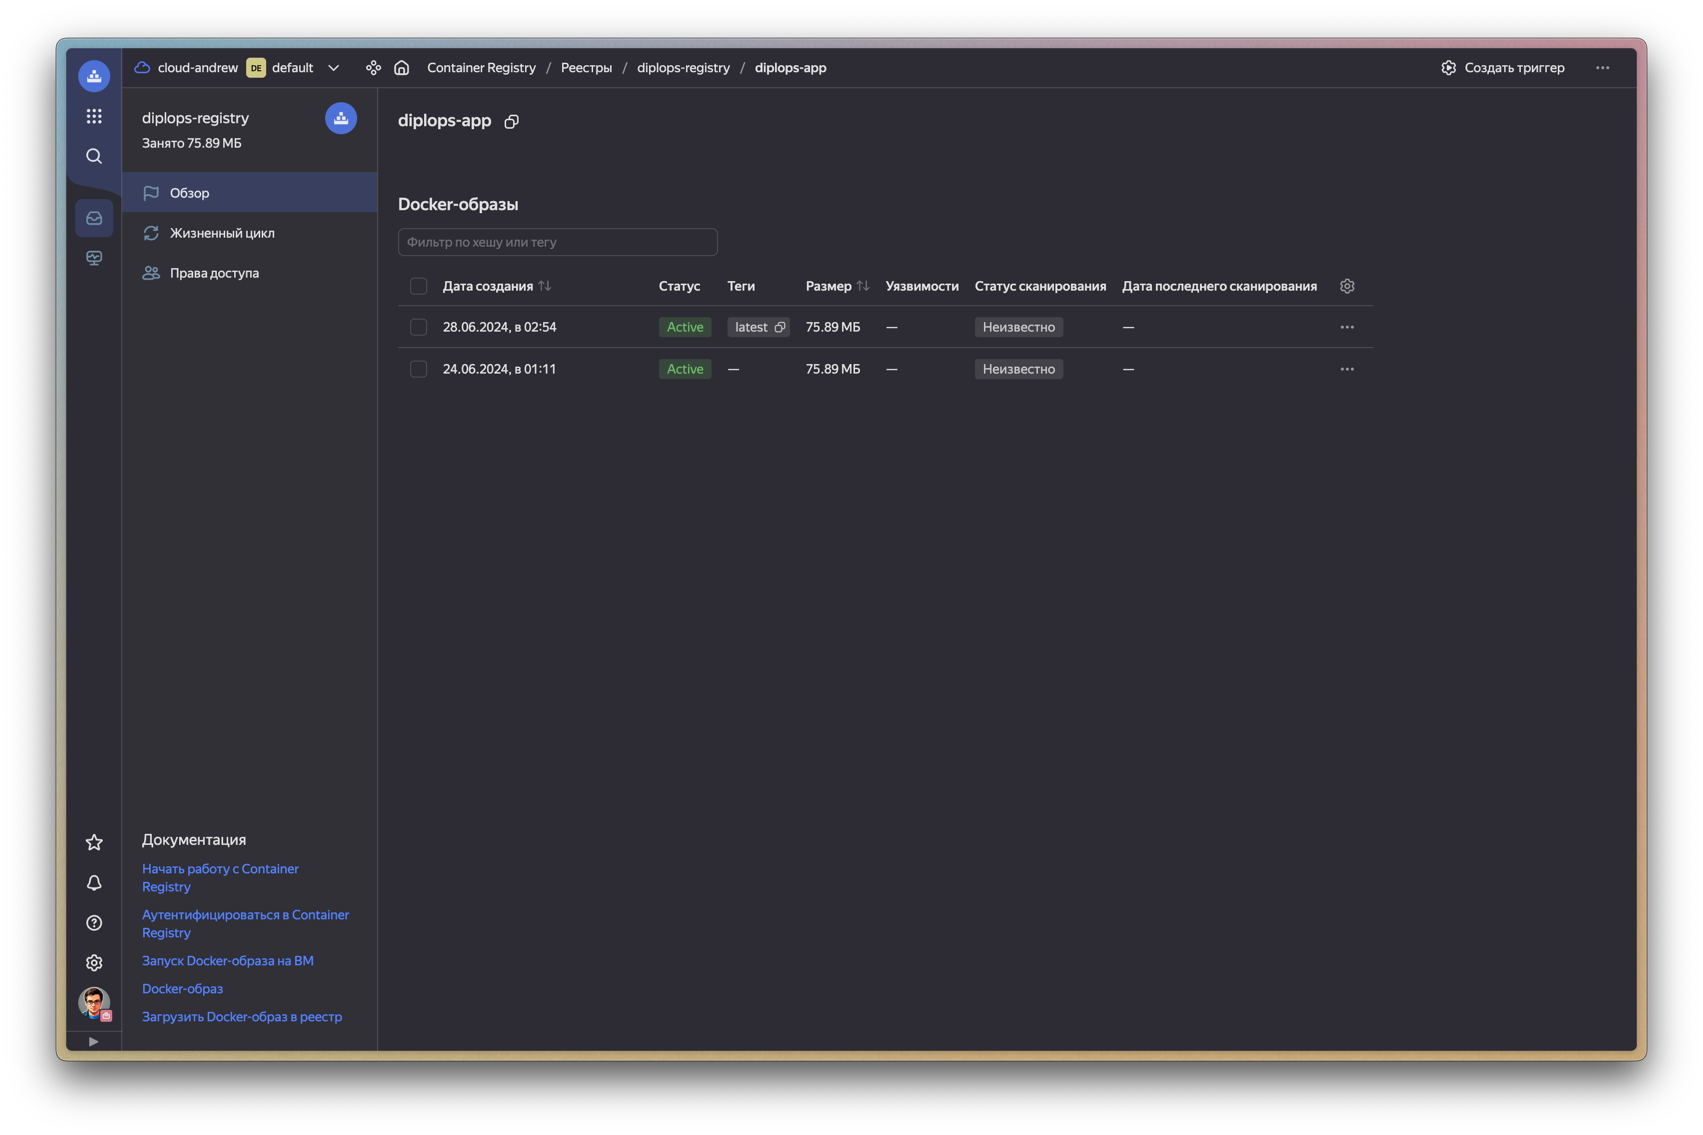 cloud-andrew DE default Container Registry / Реестры / diplops-registry / diplops-app Создать триггер
diplops-registry
Занято 75.89 МБ
Обзор
Жизненный цикл
Права доступа
diplops-app
Docker-образы
Фильтр по хешу или тегу
Дата создания Статус Теги Размер Уязвимости Статус сканирования Дата последнего сканирования
28.06.2024, в 02:54 Active latest 75.89 МБ — Неизвестно —
24.06.2024, в 01:11 Active — 75.89 МБ — Неизвестно —
Документация
Начать работу с Container
Registry
Аутентифицироваться в Container
Registry
Запуск Docker-образа на ВМ
Docker-образ
Загрузить Docker-образ в реестр